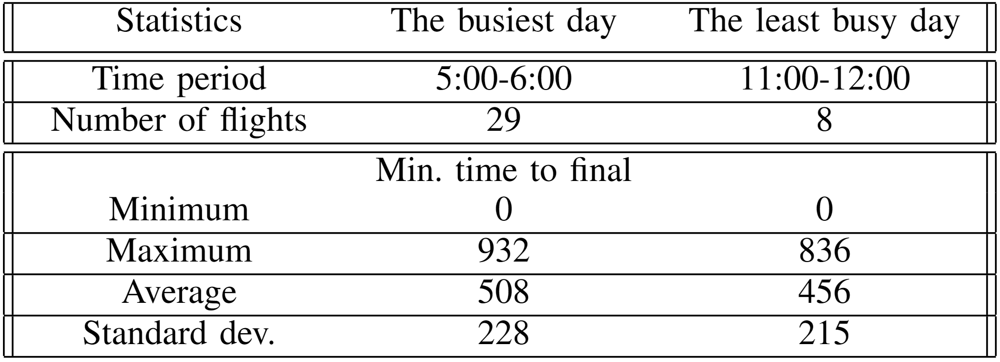 Statistics The busiest day The least busy day
Time period 5:00-6:00 11:00-12:00
Number of flights 29 8
Min. time to final
Minimum 0 0
Maximum 932 836
Average 508 456
Standard dev. 228 215